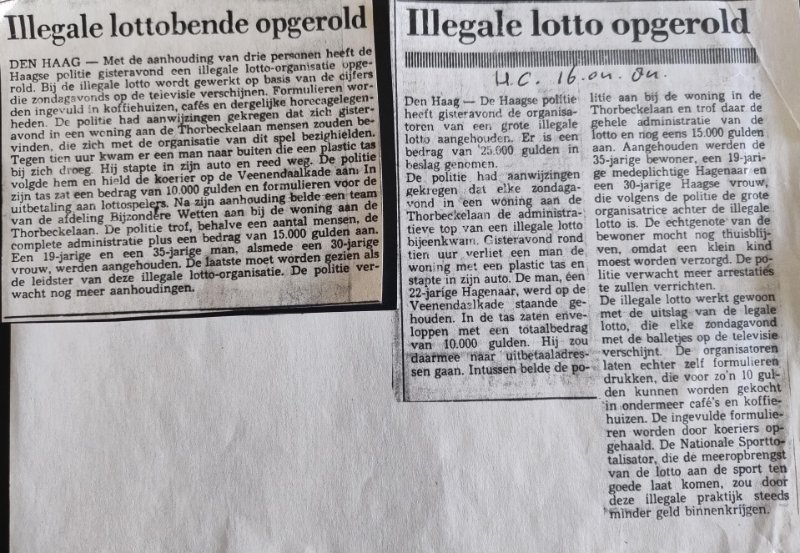 Illegale lottobende opgerold
DEN HAAG — Met de aanhouding van drie personen heeft de
Haagse politie gisteravond een illegale lotto-organisatie opge-
rold. Bij de illegale lotto wordt gewerkt op basis van de cijfers
die zondagavonds op de televisie verschijnen. Formulieren wor-
den ingevuld in koffiehuizen, cafés en dergelijke horecagelegen-
heden. De politie had aanwijzingen gekregen dat zich gister-
avond in een woning aan de Thorbeckelaan mensen zouden be-
vinden, die zich met de organisatie van dit spel bezighielden.
Tegen tien uur kwam er een man naar buiten die een plastic tas
bij zich droeg. Hij stapte in zijn auto en reed weg. De politie
volgde hem en hield de koerier op de Veenendaalkade aan. In
zijn tas zat een bedrag van 10.000 gulden en formulieren voor de
uitbetaling aan lottospelers. Na zijn aanhouding belde een team
van de afdeling Bijzondere Wetten aan bij de woning aan de
Thorbeckelaan. De politie trof, behalve een aantal mensen, de
complete administratie plus een bedrag van 15.000 gulden aan.
Een 19-jarige en een 35-jarige man, alsmede een 30-jarige
vrouw, werden aangehouden. De laatste moet worden gezien als
de leidster van deze illegale lotto-organisatie. De politie ver-
wacht nog meer aanhoudingen.
Illegale lotto opgerold
H.C. 16.04.84.
Den Haag — De Haagse politie
heeft gisteravond de organisa-
toren van een grote illegale
lotto aangehouden. Er is een
bedrag van 25.000 gulden in
beslag genomen.
De politie had aanwijzingen
gekregen dat elke zondaga-
vond in een woning aan de
Thorbeckelaan de administra-
tieve top van een illegale lotto
bijeenkwam. Gisteravond rond
tien uur verliet een man de
woning met een plastic tas en
stapte in zijn auto. De man, een
22-jarige Hagenaar, werd op de
Veenendaalkade staande ge-
houden. In de tas zaten enve-
loppen met een totaalbedrag
van 10.000 gulden. Hij zou
daarmee naar uitbetaaladres-
sen gaan. Intussen belde de po-
litie aan bij de woning in de
Thorbeckelaan en trof daar de
gehele administratie van de
lotto en nog eens 15.000 gulden
aan. Aangehouden werden de
35-jarige bewoner, een 19-jari-
ge medeplichtige Hagenaar en
een 30-jarige Haagse vrouw,
die volgens de politie de grote
organisatrice achter de illegale
lotto is. De echtgenote van de
bewoner mocht nog thuisblij-
ven, omdat een klein kind
moest worden verzorgd. De po-
litie verwacht meer arrestaties
te zullen verrichten.
De illegale lotto werkt gewoon
met de uitslag van de legale
lotto, die elke zondagavond
met de balletjes op de televisie
verschijnt. De organisatoren
laten echter zelf formulieren
drukken, die voor zo'n 10 gul-
den kunnen worden gekocht
in ondermeer café's en koffie-
huizen. De ingevulde formulie-
ren worden door koeriers op-
gehaald. De Nationale Sportto-
talisator, die de meeropbrengst
van de lotto aan de sport ten
goede laat komen, zou door
deze illegale praktijk steeds
minder geld binnenkrijgen.